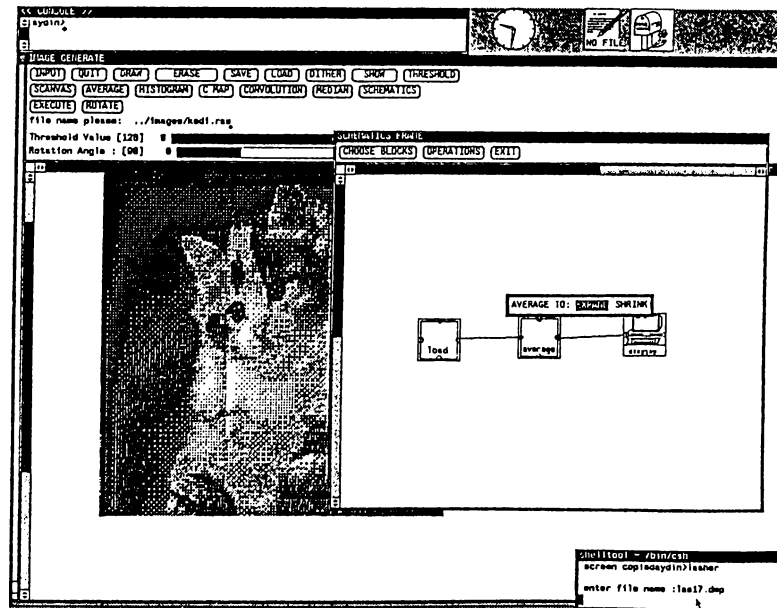 << CONSOLE >>
aydin>
NO FILE
IMAGE GENERATE
INPUT QUIT DRAW ERASE SAVE LOAD DITHER SHOW THRESHOLD
SCANVAS AVERAGE HISTOGRAM C MAP CONVOLUTION MEDIAN SCHEMATICS
EXECUTE ROTATE
file name please: ../images/kedi.ras
Threshold Value [128] 0
Rotation Angle : [90] 0
SCHEMATICS FRAME
CHOOSE BLOCKS OPERATIONS EXIT
AVERAGE TO: EXPAND SHRINK
load
average
display
shelltool - /bin/csh
screen copiedaydin>lasher
enter file name :las17.dmp